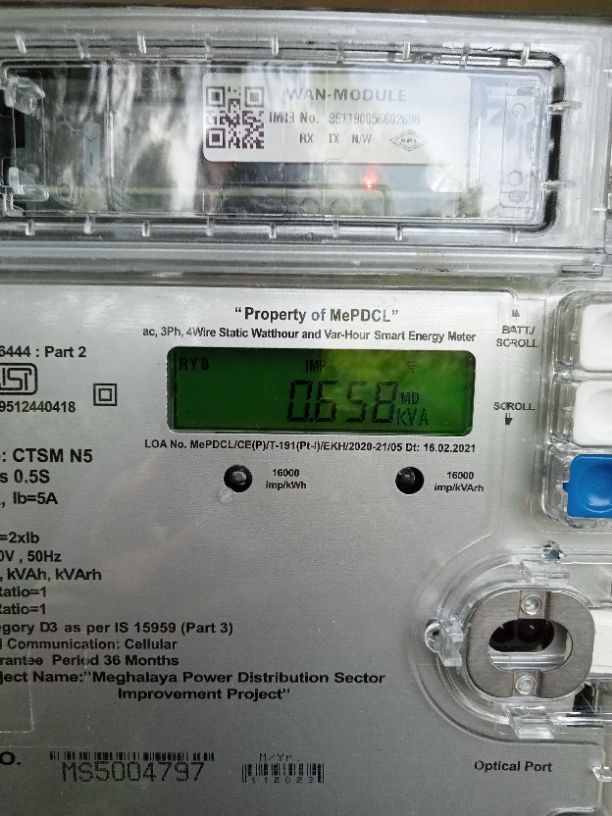 WAN-MODULE
IMEI No. 861190056602698
RX TX N/W
"Property of MePDCL"
ac, 3Ph, 4Wire Static Watthour and Var-Hour Smart Energy Meter
BATT/
SCROLL
6444 : Part 2
ISI
9512440418
RYB IMP
0.658 MD
kVA
SCROLL
LOA No. MePDCL/CE(P)/T-191(Pt-I)/EKH/2020-21/05 Dt: 16.02.2021
: CTSM N5
s 0.5S
, Ib=5A
16000
imp/kWh
16000
imp/kVArh
=2xIb
0V , 50Hz
, kVAh, kVArh
Ratio=1
Ratio=1
egory D3 as per IS 15959 (Part 3)
l Communication: Cellular
arantee Period 36 Months
ject Name:"Meghalaya Power Distribution Sector
Improvement Project"
O.
MS5004797
M/Yr.
112023
Optical Port